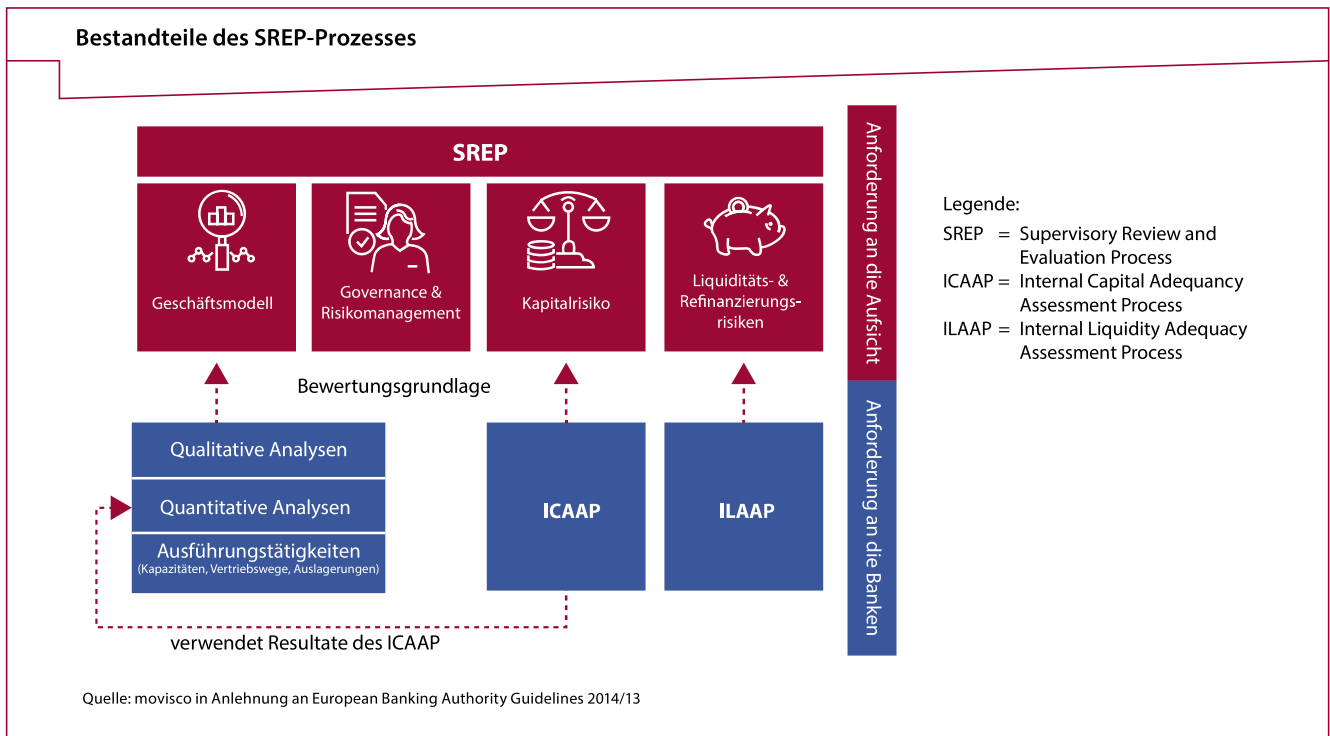 Bestandteile des SREP-Prozesses
SREP
Geschäftsmodell
Governance &
Risikomanagement
Kapitalrisiko
Liquiditäts- &
Refinanzierungs-
risiken
Anforderung an die Aufsicht
Legende:
SREP = Supervisory Review and
Evaluation Process
ICAAP = Internal Capital Adequancy
Assessment Process
ILAAP = Internal Liquidity Adequacy
Assessment Process
Bewertungsgrundlage
Qualitative Analysen
Quantitative Analysen
Ausführungstätigkeiten
(Kapazitäten, Vertriebswege, Auslagerungen)
ICAAP
ILAAP
Anforderung an die Banken
verwendet Resultate des ICAAP
Quelle: movisco in Anlehnung an European Banking Authority Guidelines 2014/13